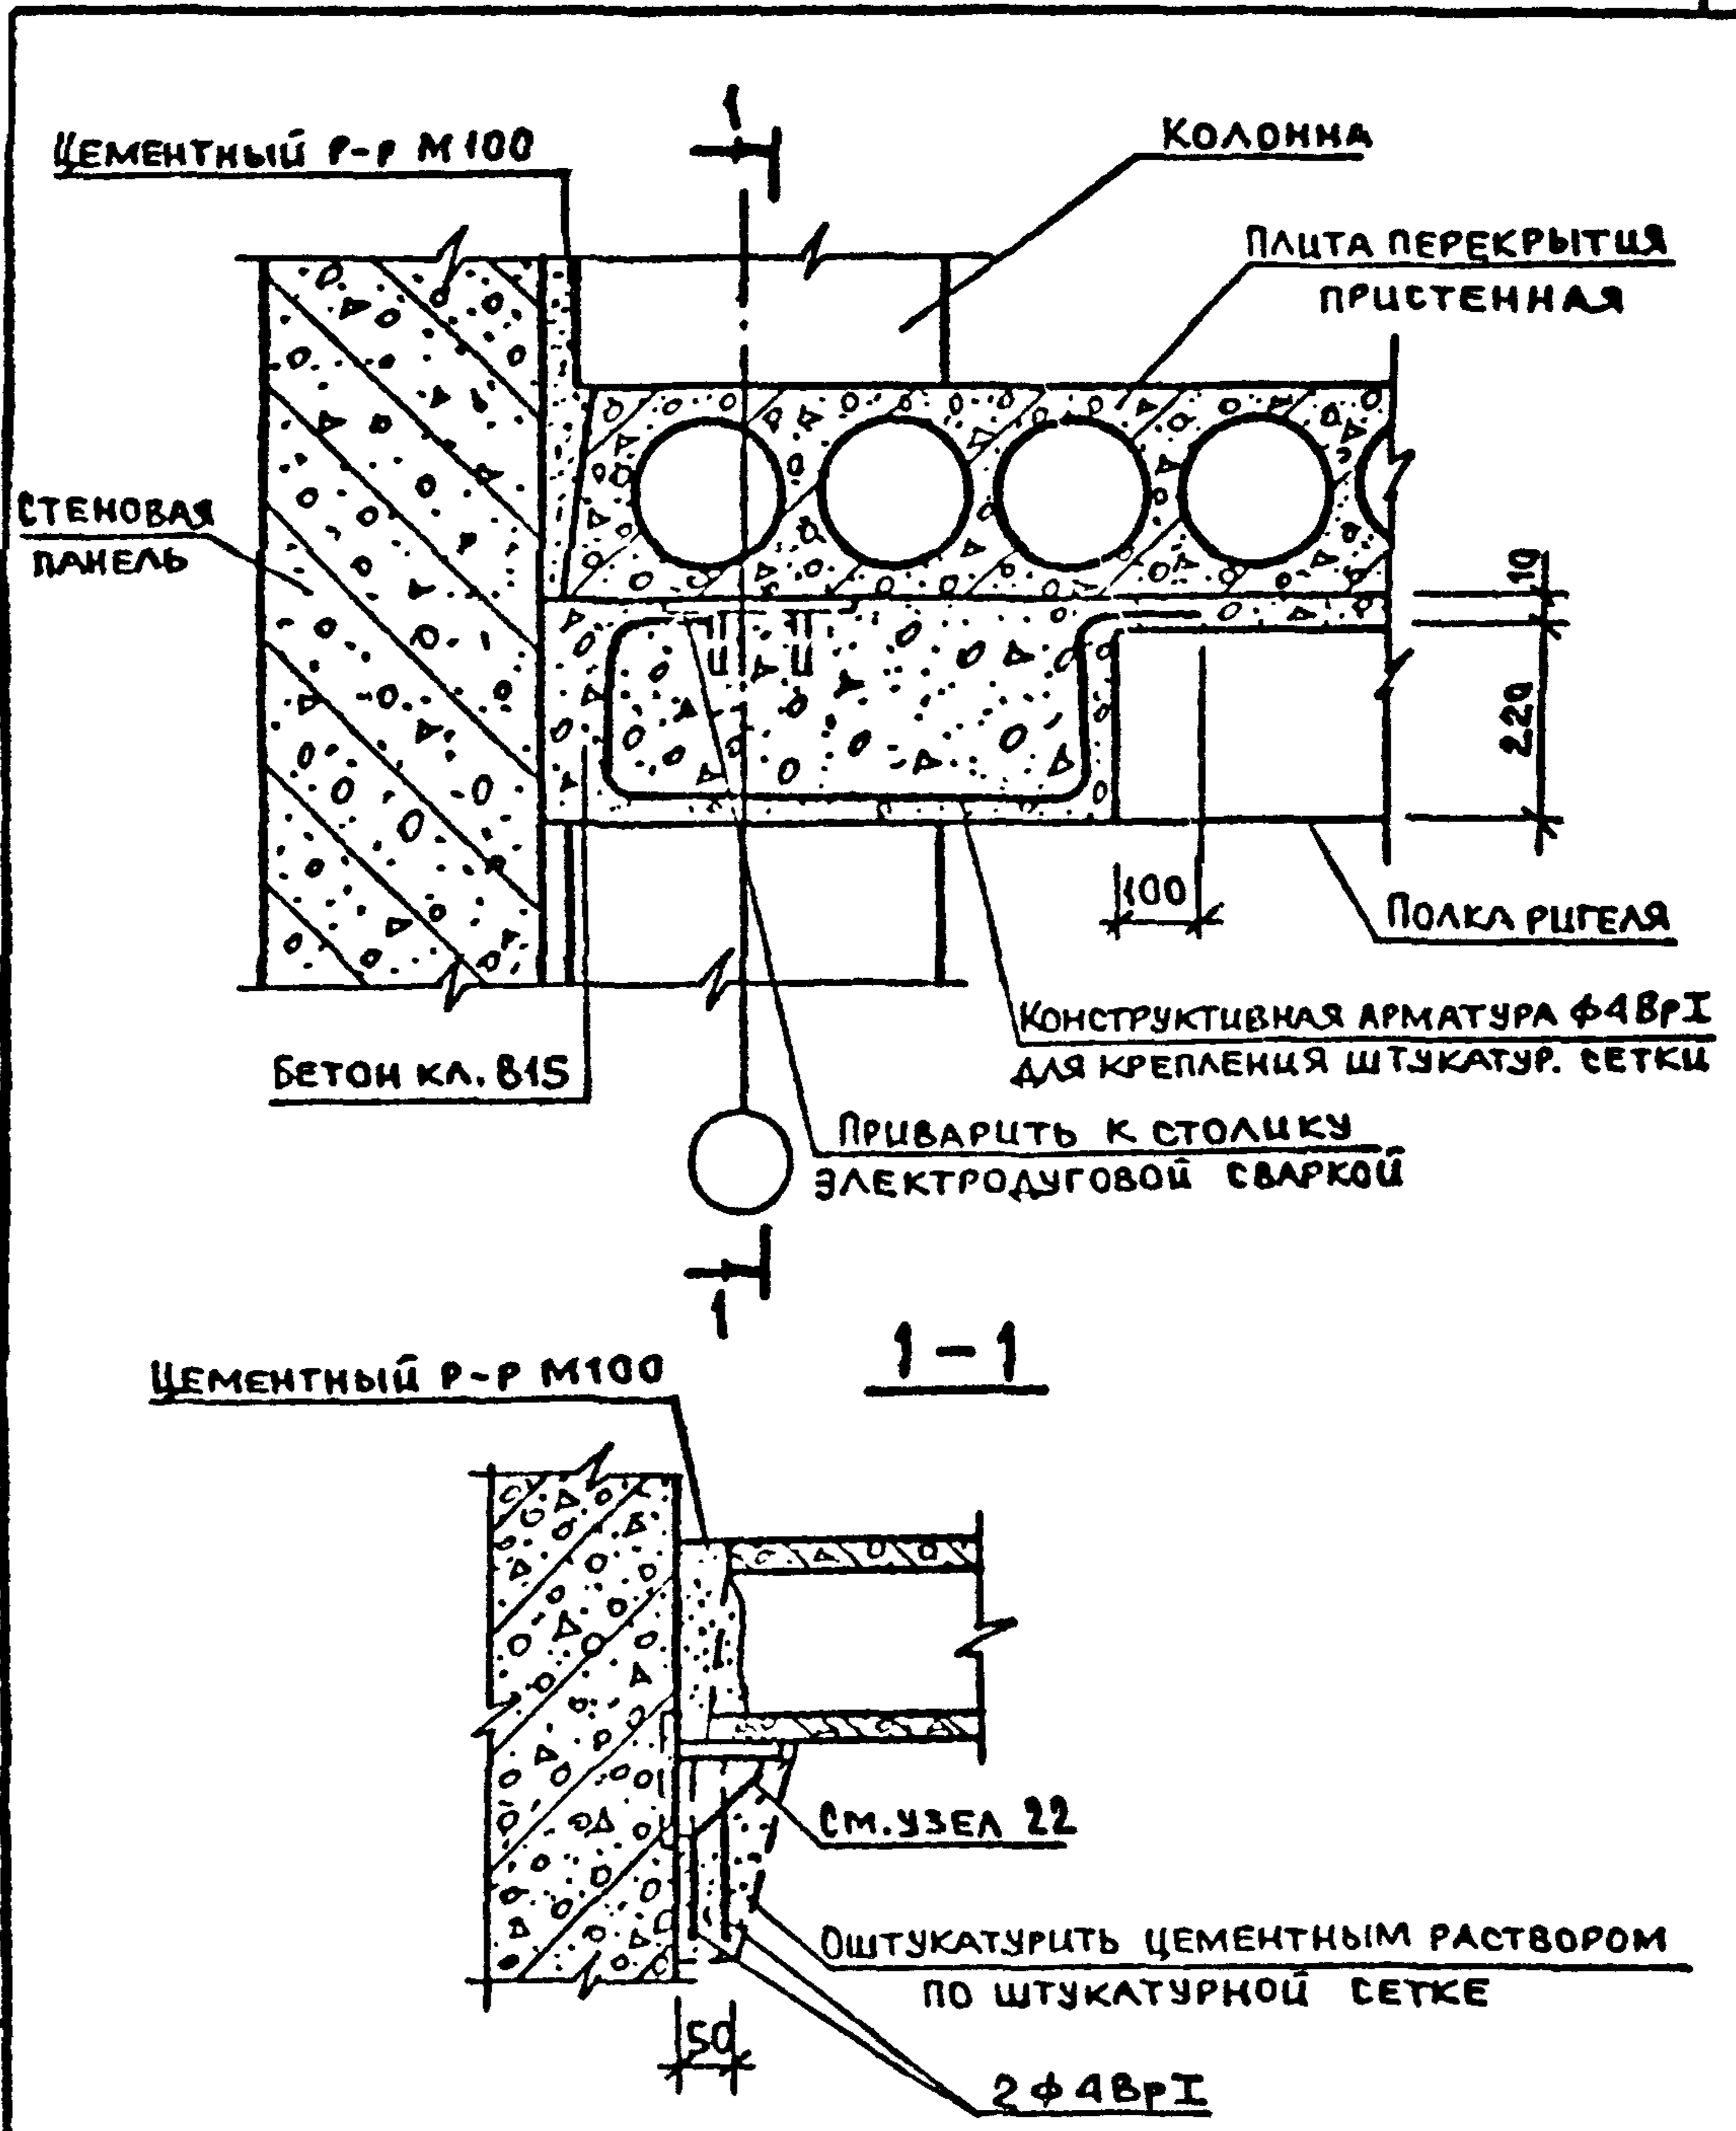 1
Цементный р-р М100
Колонна
Плита перекрытия
пристенная
Стеновая
панель
10
220
100
Полка ригеля
Конструктивная арматура ф4ВрI
для крепления штукатур. сетки
Бетон кл. В15
Приварить к столику
электродуговой сваркой
1
1-1
Цементный р-р М100
См. узел 22
Оштукатурить цементным раствором
по штукатурной сетке
50
2ф4ВрI